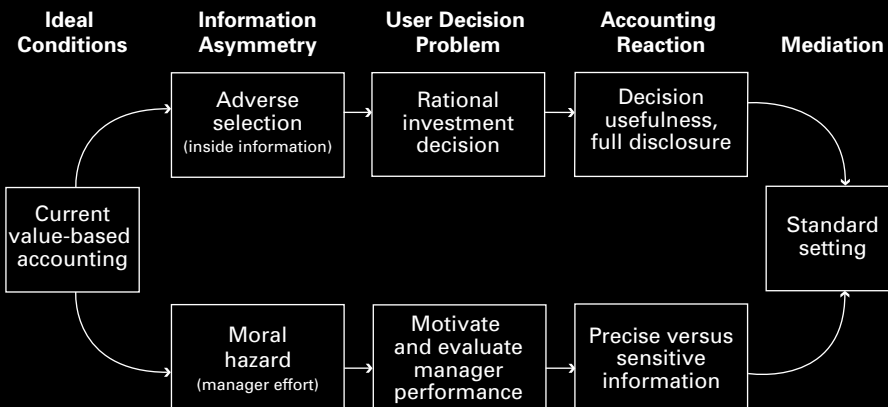 Ideal
Conditions
Information
Asymmetry
User Decision
Problem
Accounting
Reaction
Mediation
Adverse
selection
(inside information)
Rational
investment
decision
Decision
usefulness,
full disclosure
Current
value-based
accounting
Standard
setting
Moral
hazard
(manager effort)
Motivate
and evaluate
manager
performance
Precise versus
sensitive
information